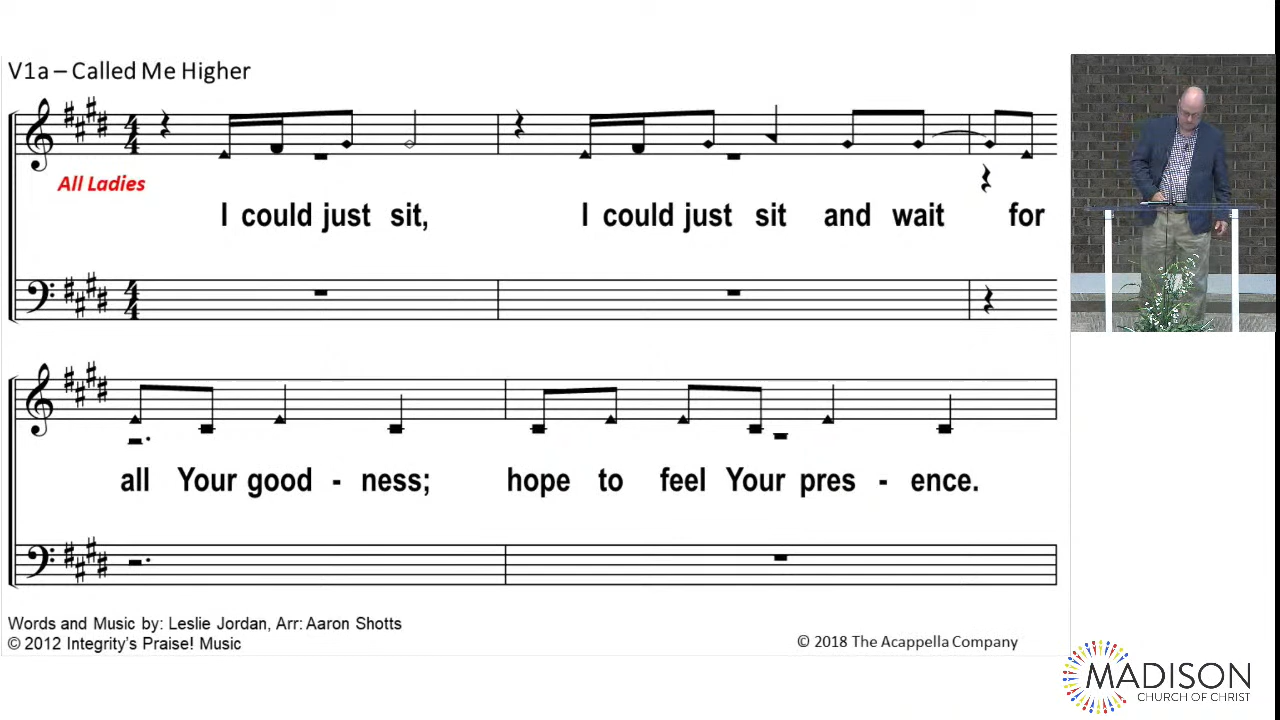 V1a – Called Me Higher
All Ladies
I could just sit, I could just sit and wait for
all Your good - ness; hope to feel Your pres - ence.
Words and Music by: Leslie Jordan, Arr: Aaron Shotts
© 2012 Integrity’s Praise! Music
© 2018 The Acappella Company
MADISON
CHURCH OF CHRIST